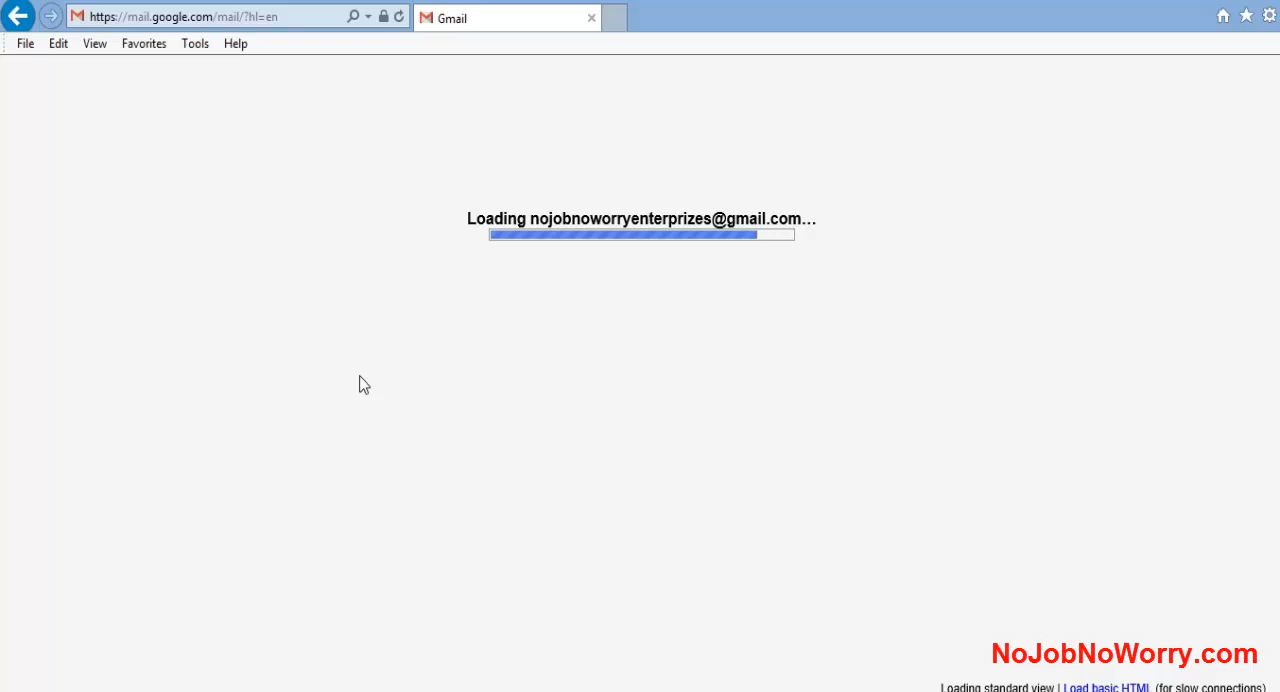 https://mail.google.com/mail/?hl=en
Gmail
File Edit View Favorites Tools Help
Loading nojobnoworryenterprizes@gmail.com...
NoJobNoWorry.com
Loading standard view | Load basic HTML (for slow connections)